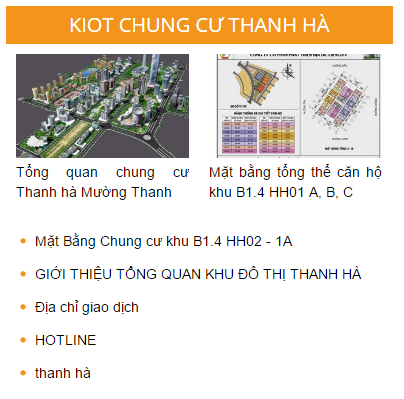 KIOT CHUNG CƯ THANH HÀ
Tổng quan chung cư
Thanh hà Mường Thanh
Mặt bằng tổng thể căn hộ
khu B1.4 HH01 A, B, C
Mặt Bằng Chung cư khu B1.4 HH02 - 1A
GIỚI THIỆU TỔNG QUAN KHU ĐÔ THỊ THANH HÀ
Địa chỉ giao dịch
HOTLINE
thanh hà